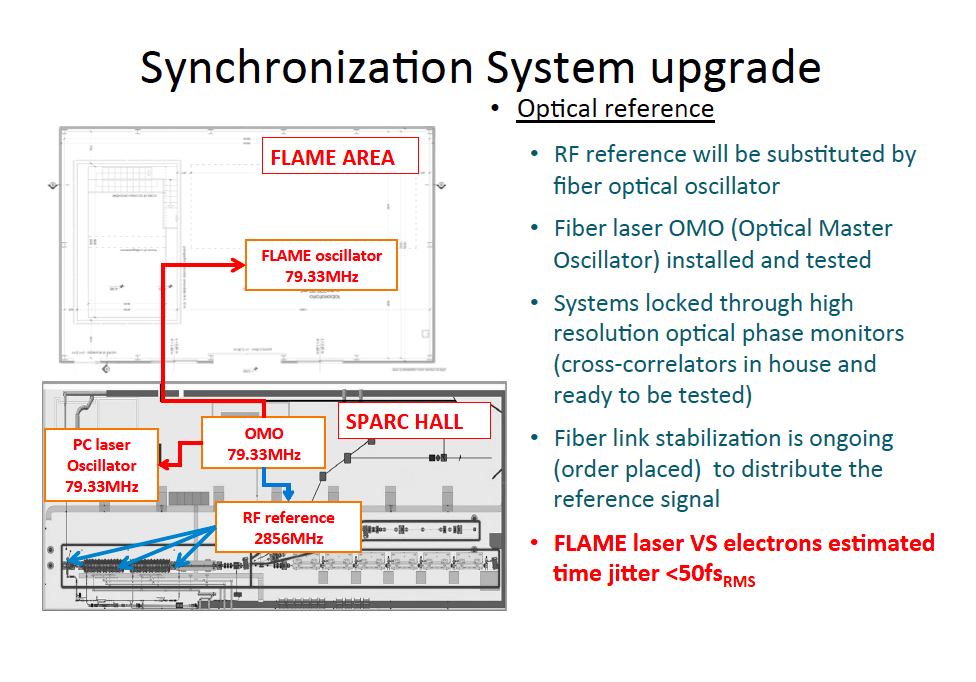 Synchronization System upgrade
• Optical reference
FLAME AREA
• RF reference will be substituted by
fiber optical oscillator
FLAME oscillator
79.33MHz
• Fiber laser OMO (Optical Master
Oscillator) installed and tested
• Systems locked through high
resolution optical phase monitors
(cross-correlators in house and
ready to be tested)
SPARC HALL
OMO
79.33MHz
PC laser
Oscillator
79.33MHz
• Fiber link stabilization is ongoing
(order placed) to distribute the
reference signal
RF reference
2856MHz
• FLAME laser VS electrons estimated
time jitter <50fsRMS